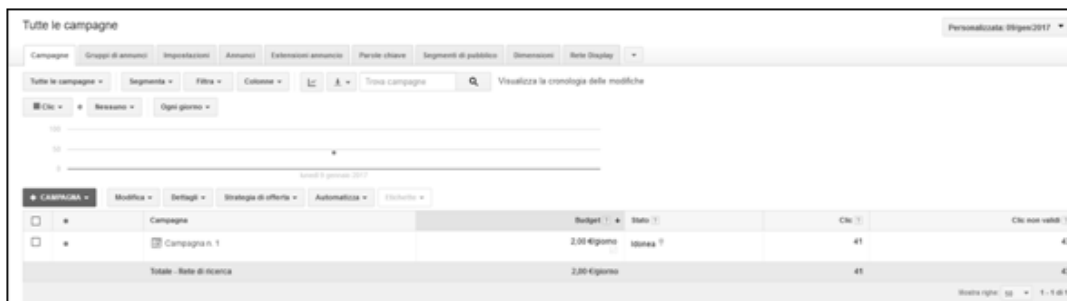 Tutte le campagne
Personalizzata: 09/gen/2017
Campagne Gruppi di annunci Impostazioni Annunci Estensioni annuncio Parole chiave Segmenti di pubblico Dimensioni Rete Display
Tutte le campagne Segmenta Filtra Colonne Trova campagne Visualizza la cronologia delle modifiche
Clic e Nessuno Ogni giorno
100
50
0
lunedì 9 gennaio 2017
+ CAMPAGNA Modifica Dettagli Strategia di offerta Automatizza Etichette
Campagna Budget ? Stato ? Clic ? Clic non validi ?
Campagna n. 1 2,00 €/giorno Idonea 41
Totale - Rete di ricerca 2,00 €/giorno 41
Mostra righe: 50 1 - 1 di